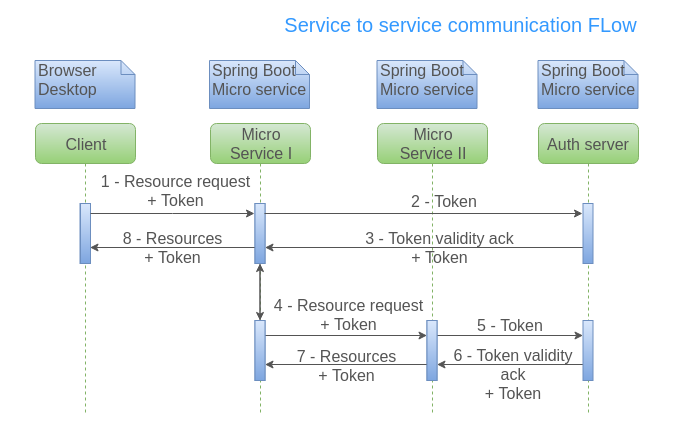 Service to service communication FLow
Browser
Desktop
Spring Boot
Micro service
Spring Boot
Micro service
Spring Boot
Micro service
Client
Micro
Service I
Micro
Service II
Auth server
1 - Resource request
+ Token
2 - Token
8 - Resources
+ Token
3 - Token validity ack
+ Token
4 - Resource request
+ Token
5 - Token
7 - Resources
+ Token
6 - Token validity
ack
+ Token